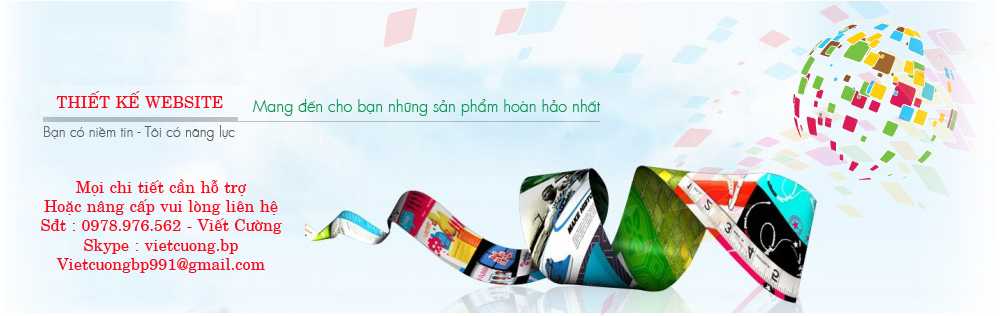 THIẾT KẾ WEBSITE
Mang đến cho bạn những sản phẩm hoàn hảo nhất
Bạn có niềm tin - Tôi có năng lực
Mọi chi tiết cần hỗ trợ
Hoặc nâng cấp vui lòng liên hệ
Sđt : 0978.976.562 - Viết Cường
Skype : vietcuong.bp
Vietcuongbp991@gmail.com